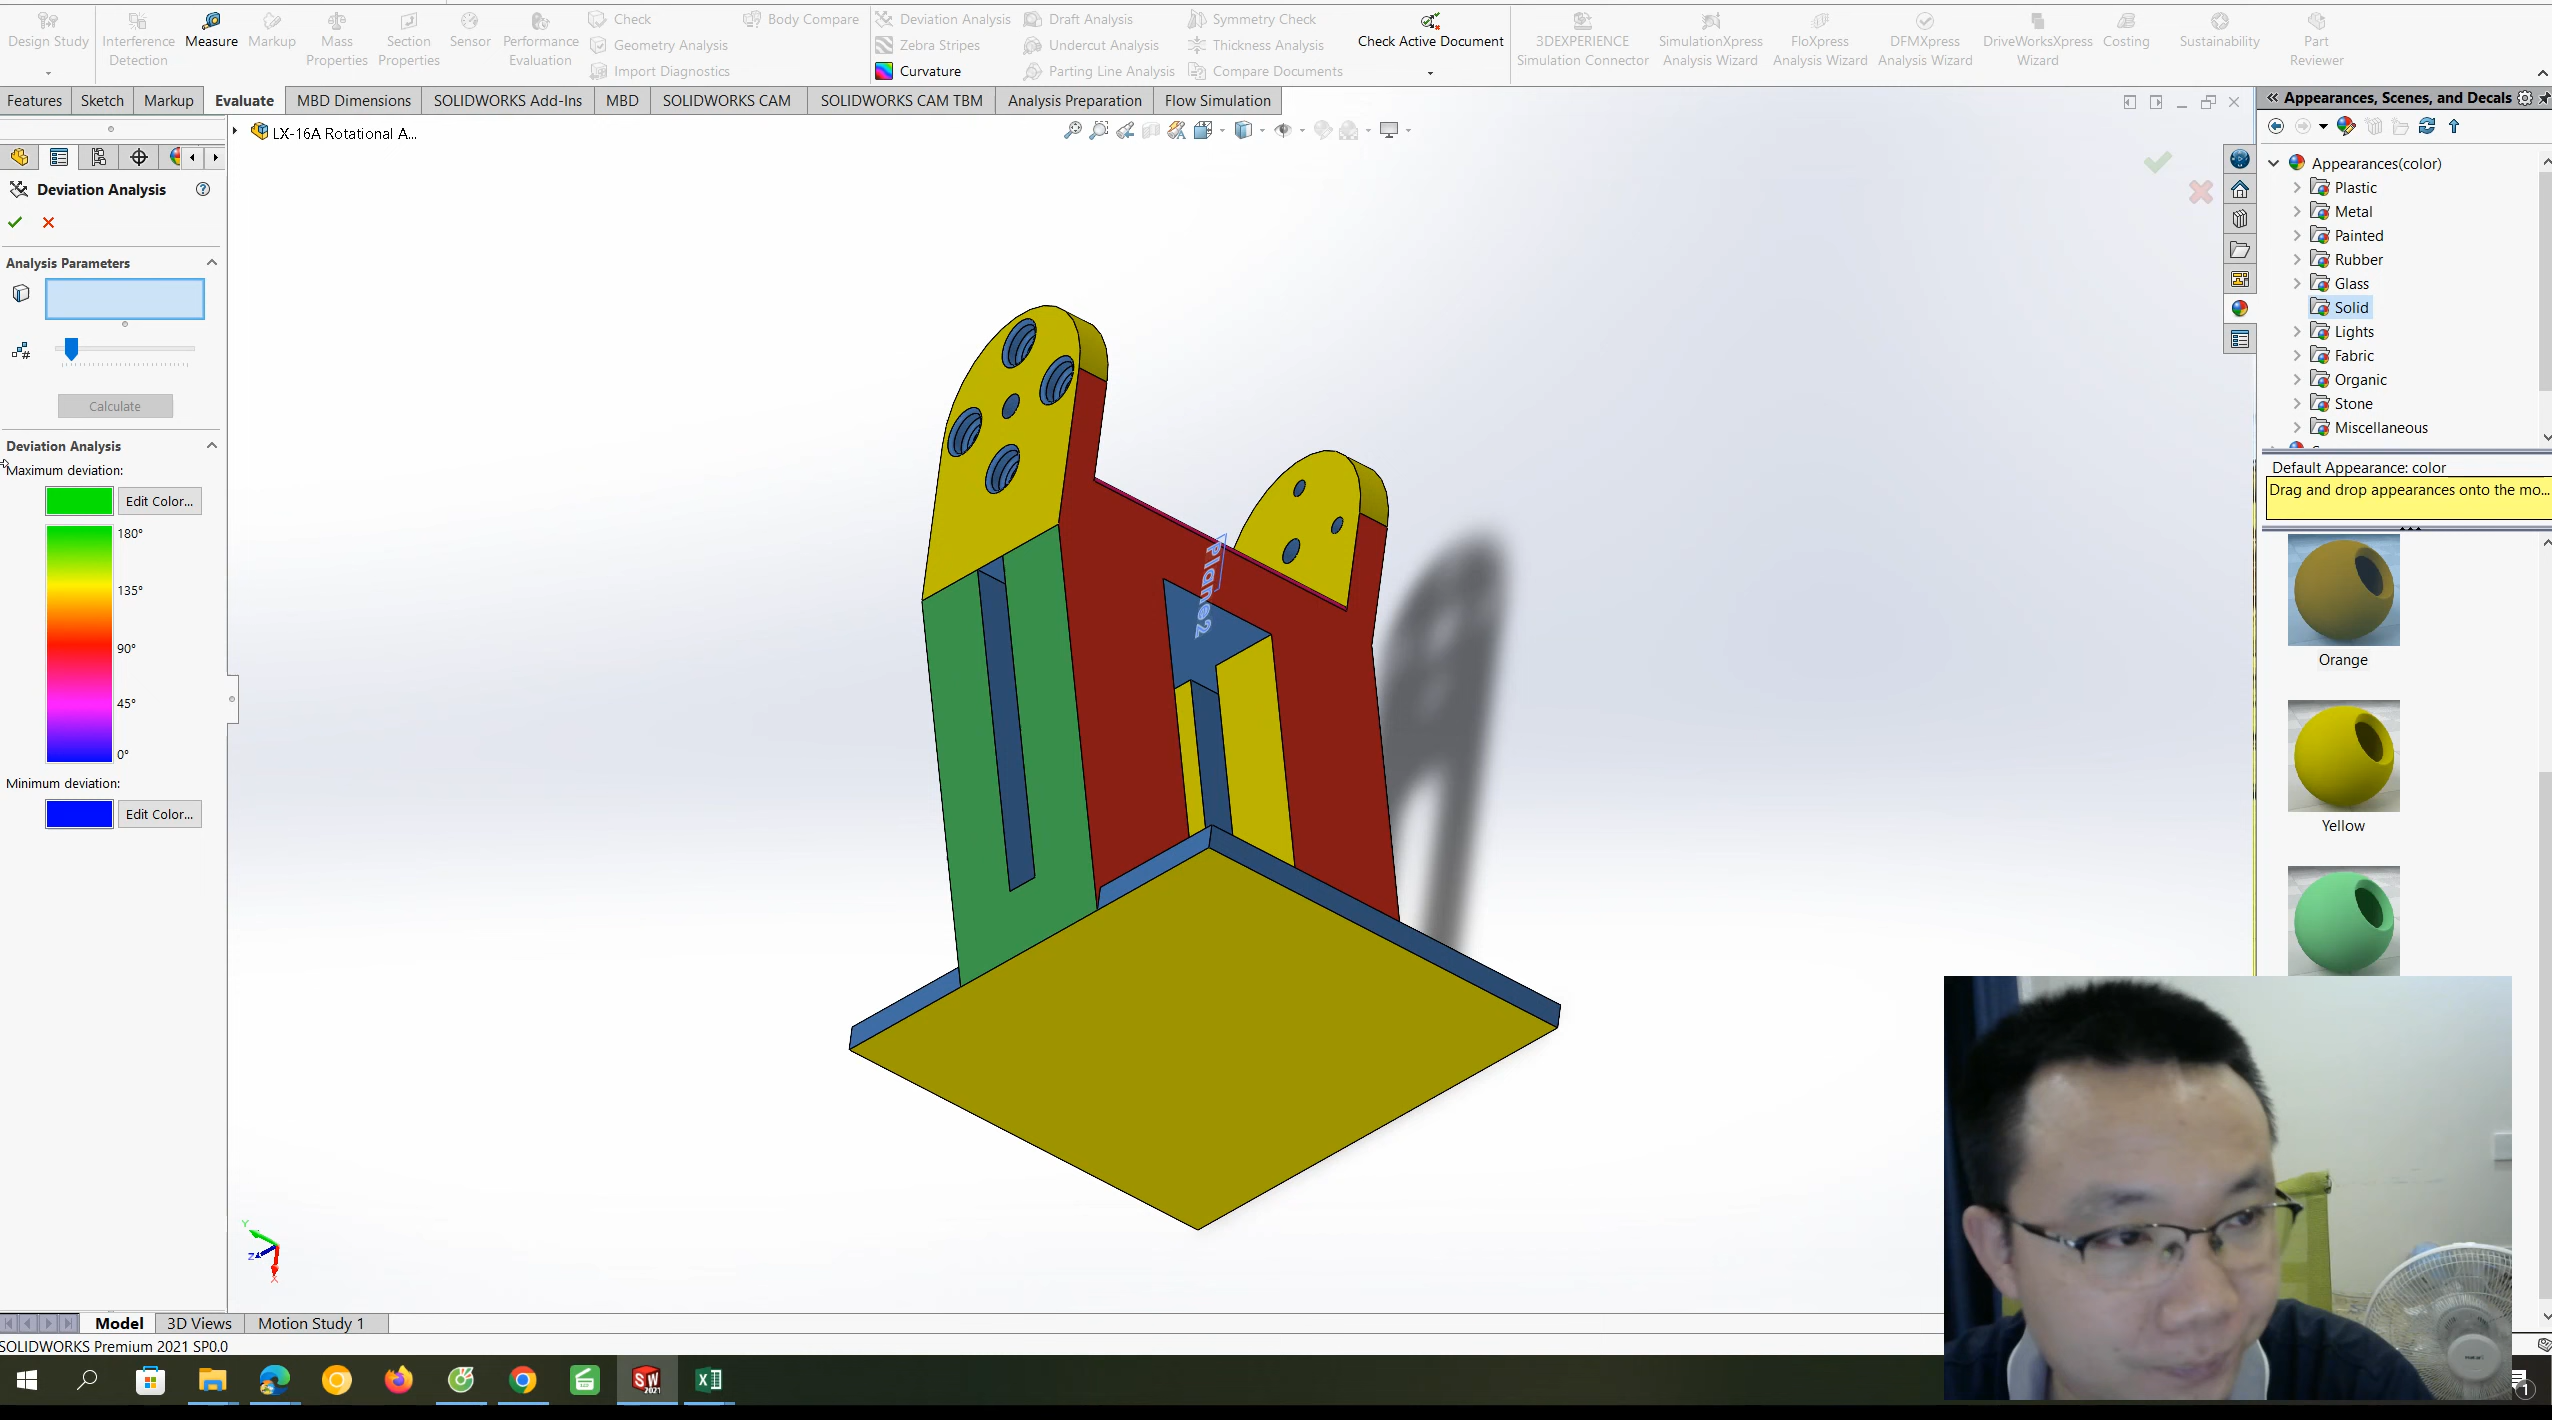 Design Study
Interference Detection
Measure
Markup
Mass Properties
Section Properties
Sensor
Performance Evaluation
Check
Geometry Analysis
Import Diagnostics
Body Compare
Deviation Analysis
Zebra Stripes
Curvature
Draft Analysis
Undercut Analysis
Parting Line Analysis
Symmetry Check
Thickness Analysis
Compare Documents
Check Active Document
3DEXPERIENCE Simulation Connector
SimulationXpress Analysis Wizard
FloXpress Analysis Wizard
DFMXpress Analysis Wizard
DriveWorksXpress Wizard
Costing
Sustainability
Part Reviewer
Features
Sketch
Markup
Evaluate
MBD Dimensions
SOLIDWORKS Add-Ins
MBD
SOLIDWORKS CAM
SOLIDWORKS CAM TBM
Analysis Preparation
Flow Simulation
LX-16A Rotational A...
Deviation Analysis
Analysis Parameters
Calculate
Deviation Analysis
Maximum deviation:
Edit Color...
180°
135°
90°
45°
0°
Minimum deviation:
Edit Color...
Plane2
Y
Z
X
Appearances, Scenes, and Decals
Appearances(color)
Plastic
Metal
Painted
Rubber
Glass
Solid
Lights
Fabric
Organic
Stone
Miscellaneous
Default Appearance: color
Drag and drop appearances onto the mo...
Orange
Yellow
Model
3D Views
Motion Study 1
SOLIDWORKS Premium 2021 SP0.0
SW
2021
X
1